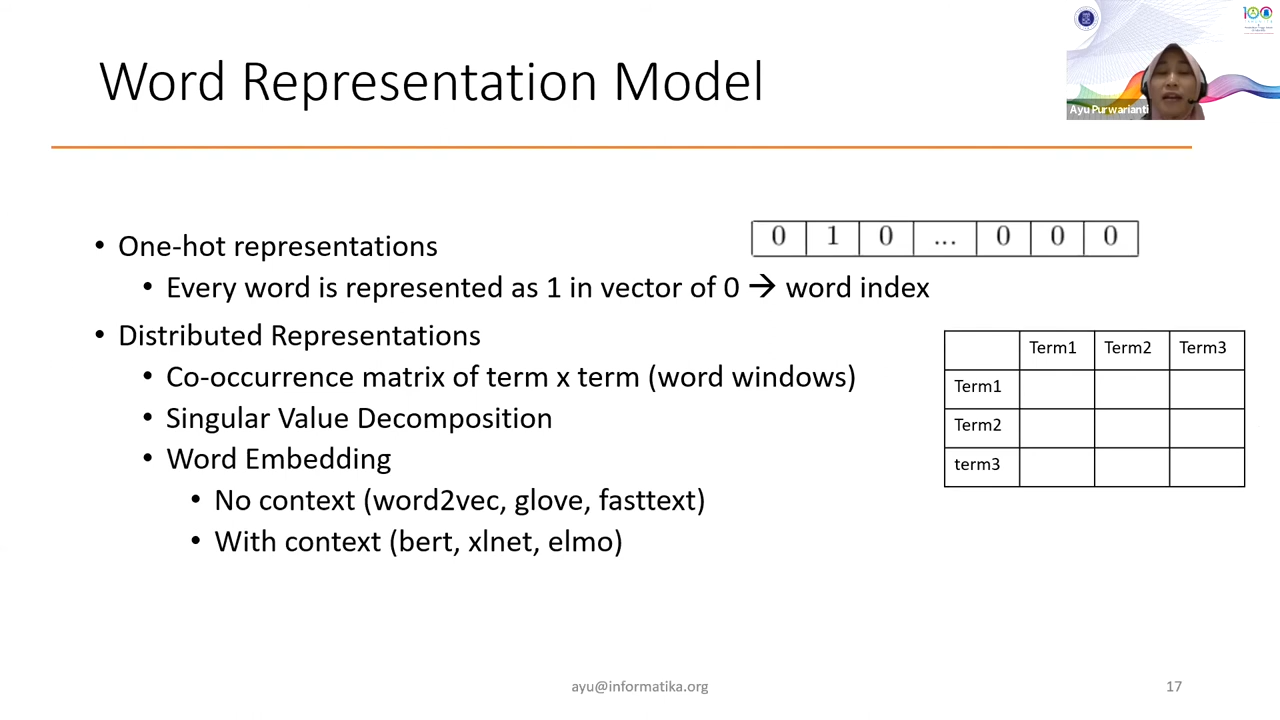 Word Representation Model
Ayu Purwarianti
100
• One-hot representations
0 1 0 ... 0 0 0
• Every word is represented as 1 in vector of 0 → word index
• Distributed Representations
• Co-occurrence matrix of term x term (word windows)
• Singular Value Decomposition
• Word Embedding
• No context (word2vec, glove, fasttext)
• With context (bert, xlnet, elmo)
Term1 Term2 Term3
Term1
Term2
term3
ayu@informatika.org
17